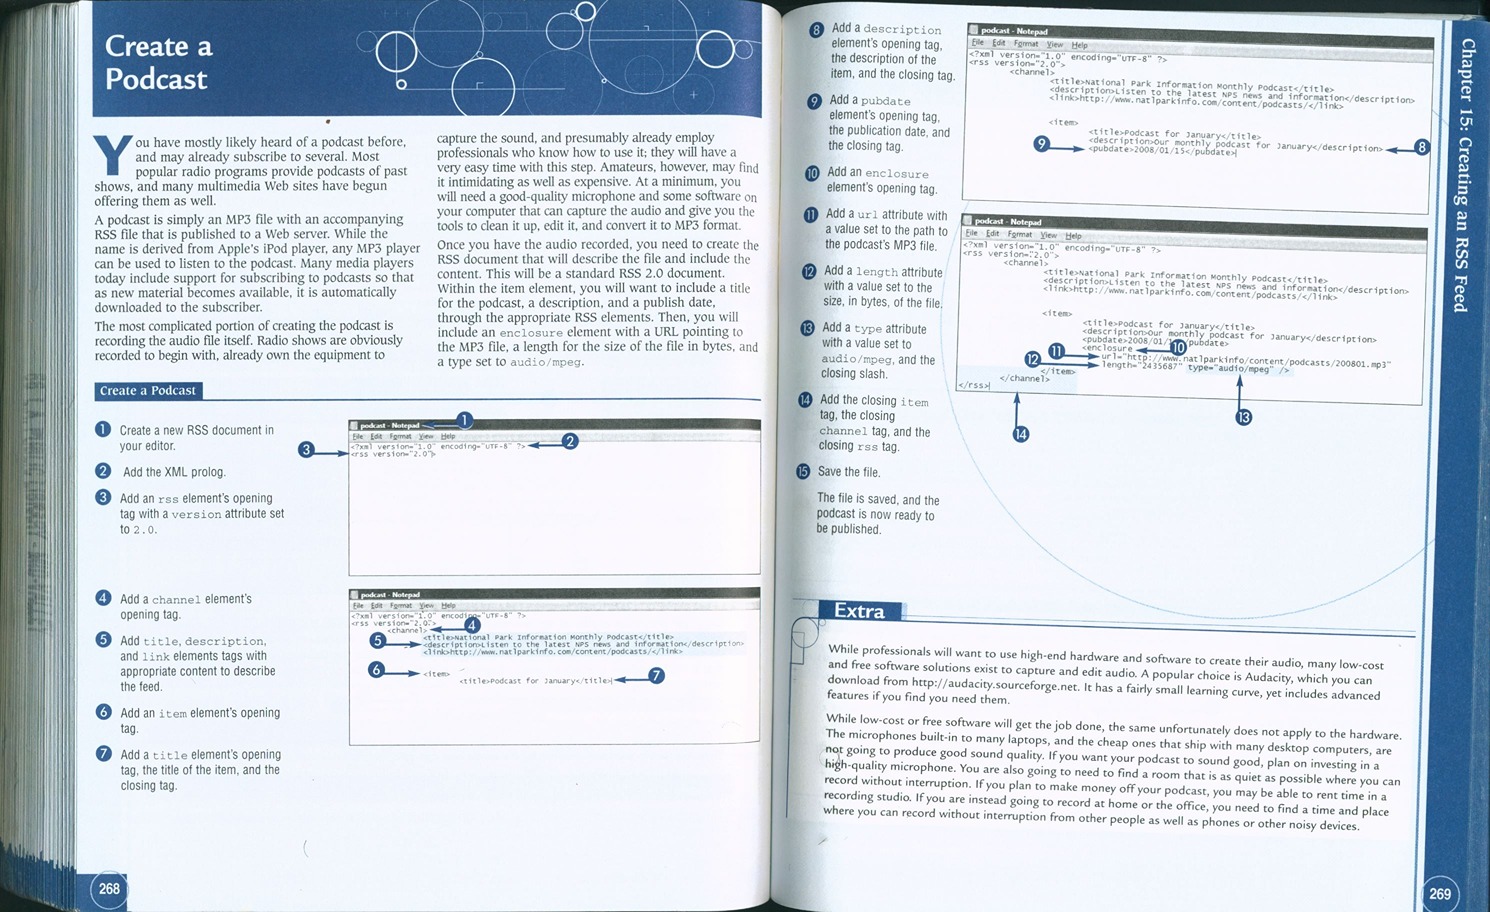 Create a
Podcast
You have mostly likely heard of a podcast before,
and may already subscribe to several. Most
popular radio programs provide podcasts of past
shows, and many multimedia Web sites have begun
offering them as well.
A podcast is simply an MP3 file with an accompanying
RSS file that is published to a Web server. While the
name is derived from Apple's iPod player, any MP3 player
can be used to listen to the podcast. Many media players
today include support for subscribing to podcasts so that
as new material becomes available, it is automatically
downloaded to the subscriber.
The most complicated portion of creating the podcast is
recording the audio file itself. Radio shows are obviously
recorded to begin with, already own the equipment to
capture the sound, and presumably already employ
professionals who know how to use it; they will have a
very easy time with this step. Amateurs, however, may find
it intimidating as well as expensive. At a minimum, you
will need a good-quality microphone and some software on
your computer that can capture the audio and give you the
tools to clean it up, edit it, and convert it to MP3 format.
Once you have the audio recorded, you need to create the
RSS document that will describe the file and include the
content. This will be a standard RSS 2.0 document.
Within the item element, you will want to include a title
for the podcast, a description, and a publish date,
through the appropriate RSS elements. Then, you will
include an enclosure element with a URL pointing to
the MP3 file, a length for the size of the file in bytes, and
a type set to audio/mpeg.
Create a Podcast
1 Create a new RSS document in
your editor.
2 Add the XML prolog.
3 Add an rss element's opening
tag with a version attribute set
to 2.0.
podcast - Notepad
1
File Edit Format View Help
<?xml version="1.0" encoding="UTF-8" ?>
2
3
<rss version="2.0">
4 Add a channel element's
opening tag.
5 Add title, description,
and link elements tags with
appropriate content to describe
the feed.
6 Add an item element's opening
tag.
7 Add a title element's opening
tag, the title of the item, and the
closing tag.
podcast - Notepad
File Edit Format View Help
<?xml version="1.0" encoding="UTF-8" ?>
<rss version="2.0">
<channel>
4
<title>National Park Information Monthly Podcast</title>
5
<description>Listen to the latest NPS news and information</description>
<link>http://www.natlparkinfo.com/content/podcasts/</link>
6
<item>
<title>Podcast for January</title>
7
268
8 Add a description
element's opening tag,
the description of the
item, and the closing tag.
9 Add a pubdate
element's opening tag,
the publication date, and
the closing tag.
10 Add an enclosure
element's opening tag.
11 Add a url attribute with
a value set to the path to
the podcast's MP3 file.
12 Add a length attribute
with a value set to the
size, in bytes, of the file.
13 Add a type attribute
with a value set to
audio/mpeg, and the
closing slash.
14 Add the closing item
tag, the closing
channel tag, and the
closing rss tag.
15 Save the file.
The file is saved, and the
podcast is now ready to
be published.
podcast - Notepad
File Edit Format View Help
<?xml version="1.0" encoding="UTF-8" ?>
<rss version="2.0">
<channel>
<title>National Park Information Monthly Podcast</title>
<description>Listen to the latest NPS news and information</description>
<link>http://www.natlparkinfo.com/content/podcasts/</link>
<item>
<title>Podcast for January</title>
<description>Our monthly podcast for January</description>
8
9
<pubdate>2008/01/15</pubdate>
podcast - Notepad
File Edit Format View Help
<?xml version="1.0" encoding="UTF-8" ?>
<rss version="2.0">
<channel>
<title>National Park Information Monthly Podcast</title>
<description>Listen to the latest NPS news and information</description>
<link>http://www.natlparkinfo.com/content/podcasts/</link>
<item>
<title>Podcast for January</title>
<description>Our monthly podcast for January</description>
<pubdate>2008/01/ /pubdate>
<enclosure
10
11
url="http://www.natlparkinfo/content/podcasts/200801.mp3"
12
length="2435687" type="audio/mpeg" />
</item>
</channel>
</rss>
13
14
Extra
While professionals will want to use high-end hardware and software to create their audio, many low-cost
and free software solutions exist to capture and edit audio. A popular choice is Audacity, which you can
download from http://audacity.sourceforge.net. It has a fairly small learning curve, yet includes advanced
features if you find you need them.
While low-cost or free software will get the job done, the same unfortunately does not apply to the hardware.
The microphones built-in to many laptops, and the cheap ones that ship with many desktop computers, are
not going to produce good sound quality. If you want your podcast to sound good, plan on investing in a
high-quality microphone. You are also going to need to find a room that is as quiet as possible where you can
record without interruption. If you plan to make money off your podcast, you may be able to rent time in a
recording studio. If you are instead going to record at home or the office, you need to find a time and place
where you can record without interruption from other people as well as phones or other noisy devices.
Chapter 15: Creating an RSS Feed
269